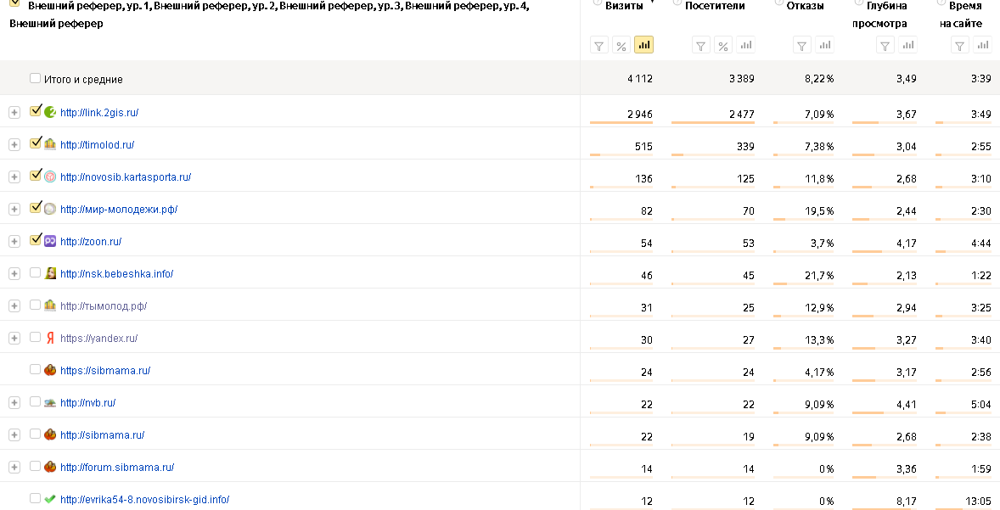 Внешний реферер, ур. 1, Внешний реферер, ур. 2, Внешний реферер, ур. 3, Внешний реферер, ур. 4, Внешний реферер
Визиты Посетители Отказы Глубина просмотра Время на сайте
Итого и средние 4 112 3 389 8,22 % 3,49 3:39
http://link.2gis.ru/ 2 946 2 477 7,09 % 3,67 3:49
http://timolod.ru/ 515 339 7,38 % 3,04 2:55
http://novosib.kartasporta.ru/ 136 125 11,8 % 2,68 3:10
http://мир-молодежи.рф/ 82 70 19,5 % 2,44 2:30
http://zoon.ru/ 54 53 3,7 % 4,17 4:44
http://nsk.bebeshka.info/ 46 45 21,7 % 2,13 1:22
http://тымолод.рф/ 31 25 12,9 % 2,94 3:25
https://yandex.ru/ 30 27 13,3 % 3,27 3:40
https://sibmama.ru/ 24 24 4,17 % 3,17 2:56
http://nvb.ru/ 22 22 9,09 % 4,41 5:04
http://sibmama.ru/ 22 19 9,09 % 2,68 2:38
http://forum.sibmama.ru/ 14 14 0 % 3,36 1:59
http://evrika54-8.novosibirsk-gid.info/ 12 12 0 % 8,17 13:05